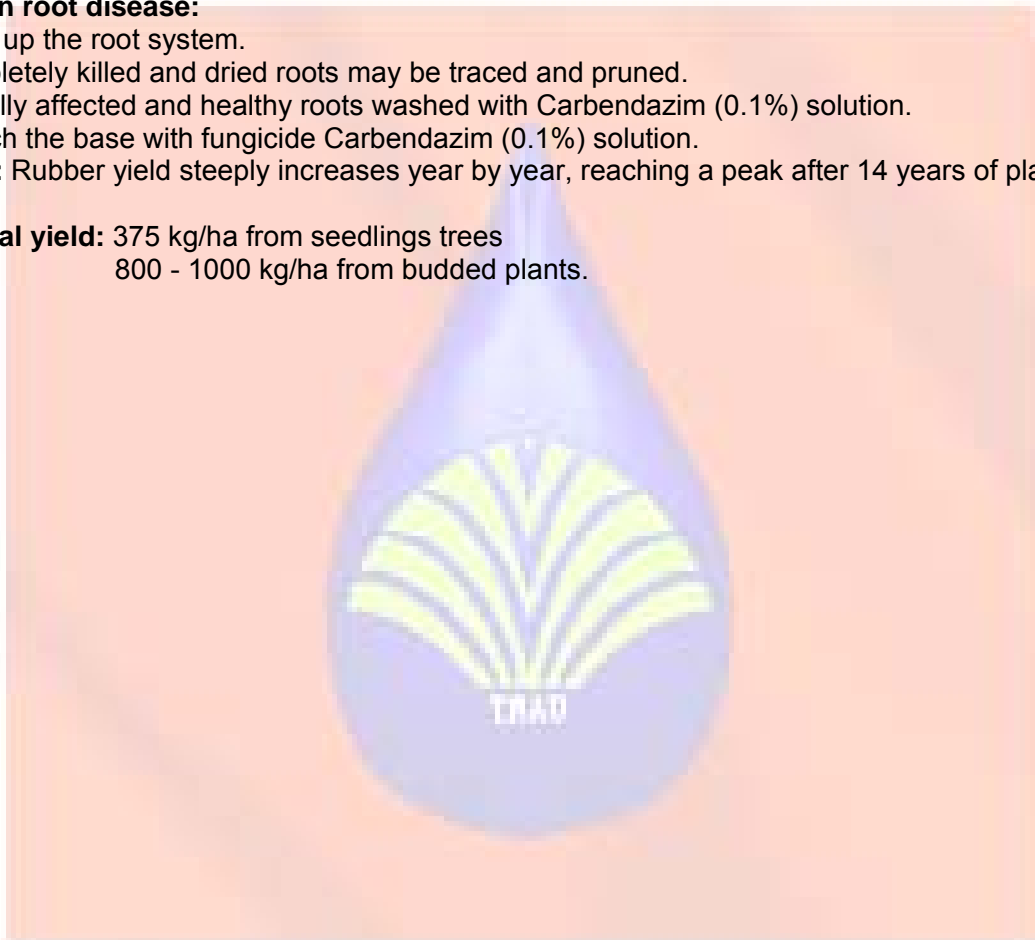 n root disease:
up the root system.
letely killed and dried roots may be traced and pruned.
lly affected and healthy roots washed with Carbendazim (0.1%) solution.
ch the base with fungicide Carbendazim (0.1%) solution.
: Rubber yield steeply increases year by year, reaching a peak after 14 years of pla
al yield: 375 kg/ha from seedlings trees
800 - 1000 kg/ha from budded plants.
TNAU